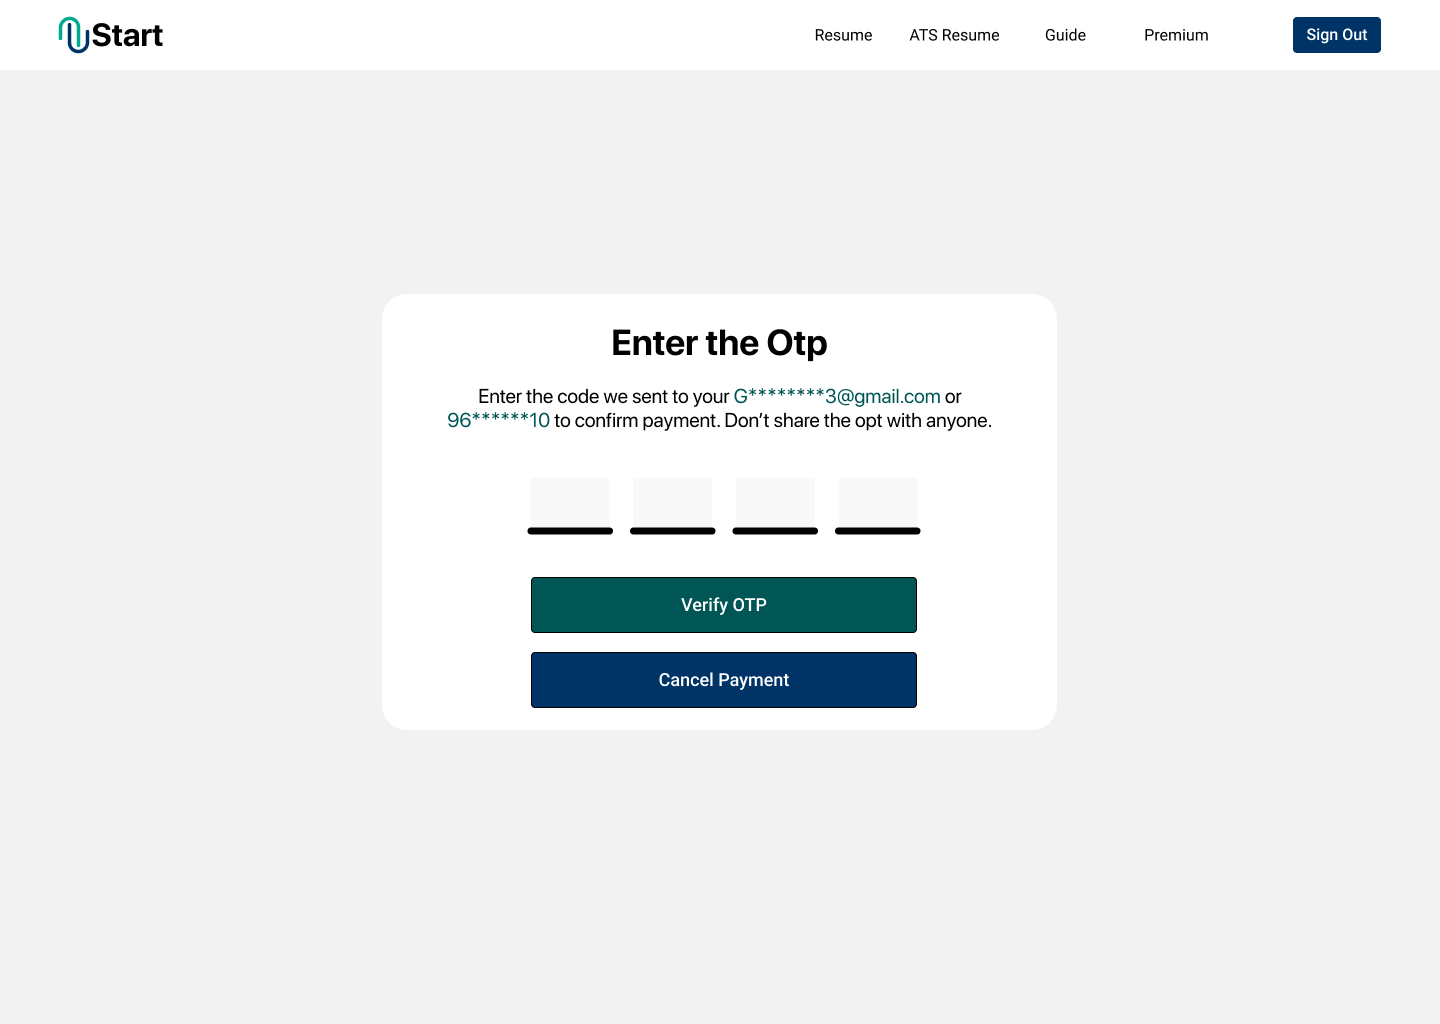 Start
Resume ATS Resume Guide Premium Sign Out
Enter the Otp
Enter the code we sent to your G********3@gmail.com or
96******10 to confirm payment. Don’t share the opt with anyone.
Verify OTP
Cancel Payment